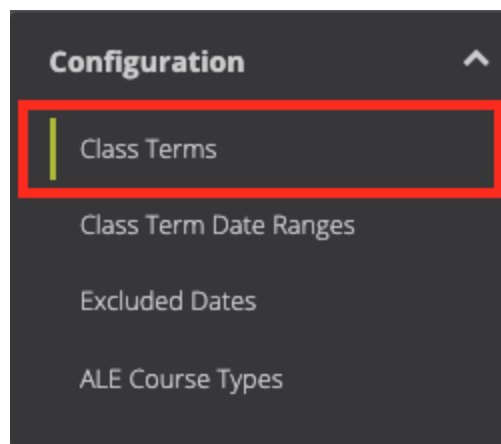 Configuration
Class Terms
Class Term Date Ranges
Excluded Dates
ALE Course Types